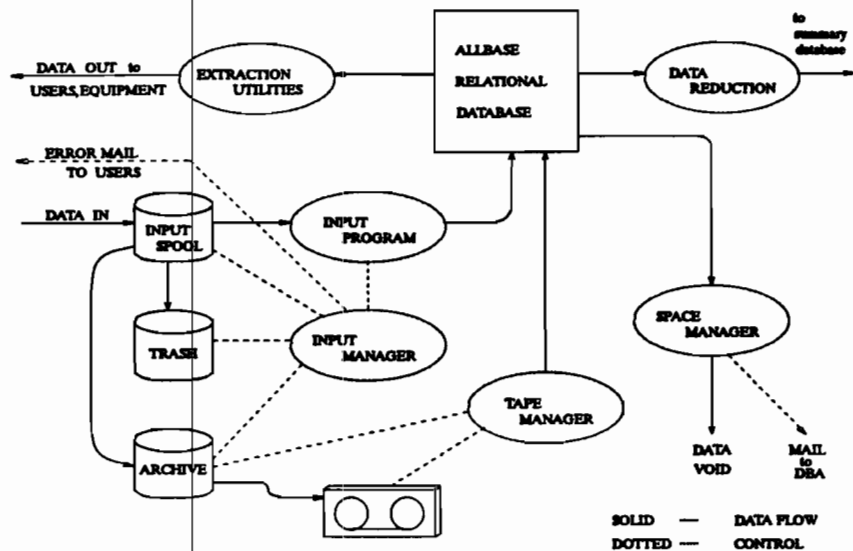 to
summary
database
ALLBASE
RELATIONAL
DATABASE
DATA OUT to
USERS, EQUIPMENT
EXTRACTION
UTILITIES
DATA
REDUCTION
ERROR MAIL
TO USERS
DATA IN
INPUT
SPOOL
INPUT
PROGRAM
TRASH
INPUT
MANAGER
SPACE
MANAGER
TAPE
MANAGER
ARCHIVE
DATA
VOID
MAIL
to
DBA
SOLID — DATA FLOW
DOTTED ---- CONTROL